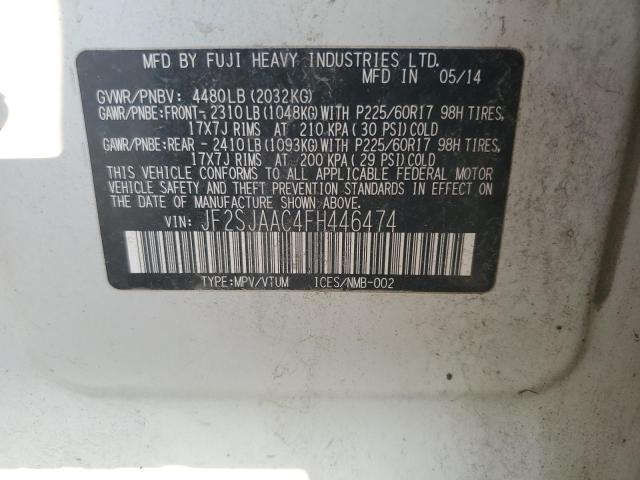 MFD BY FUJI HEAVY INDUSTRIES LTD.
MFD IN 05/14
GVWR/PNBV: 4480LB(2032KG)
GAWR/PNBE:FRONT-2310LB(1048KG)WITH P225/60R17 98H TIRES,
17X7J RIMS AT 210 KPA(30 PSI)COLD
GAWR/PNBE:REAR -2410LB(1093KG)WITH P225/60R17 98H TIRES,
17X7J RIMS AT 200 KPA(29 PSI)COLD
THIS VEHICLE CONFORMS TO ALL APPLICABLE FEDERAL MOTOR
VEHICLE SAFETY AND THEFT PREVENTION STANDARDS IN EFFECT
ON THE DATE OF MANUFACTURE SHOWN ABOVE.
VIN: JF2SJAAC4FH446474
TYPE:MPV/VTUM ICES/NMB-002